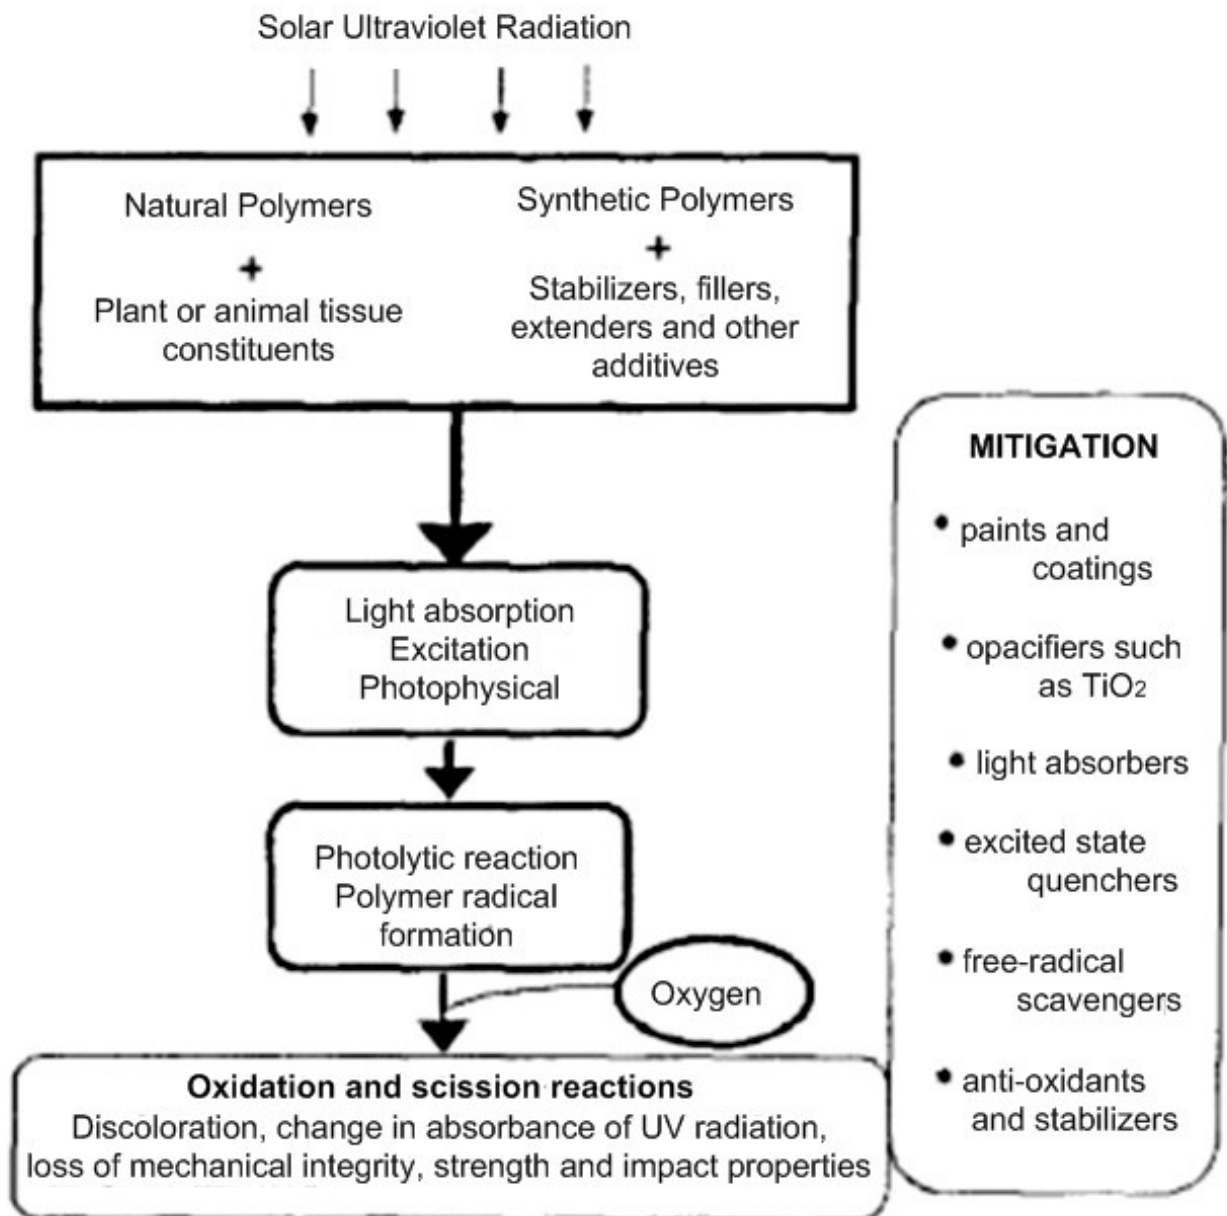 Solar Ultraviolet Radiation
Natural Polymers
+
Plant or animal tissue
constituents
Synthetic Polymers
+
Stabilizers, fillers,
extenders and other
additives
Light absorption
Excitation
Photophysical
Photolytic reaction
Polymer radical
formation
Oxygen
Oxidation and scission reactions
Discoloration, change in absorbance of UV radiation,
loss of mechanical integrity, strength and impact properties
MITIGATION
• paints and
coatings
• opacifiers such
as TiO2
• light absorbers
• excited state
quenchers
• free-radical
scavengers
• anti-oxidants
and stabilizers